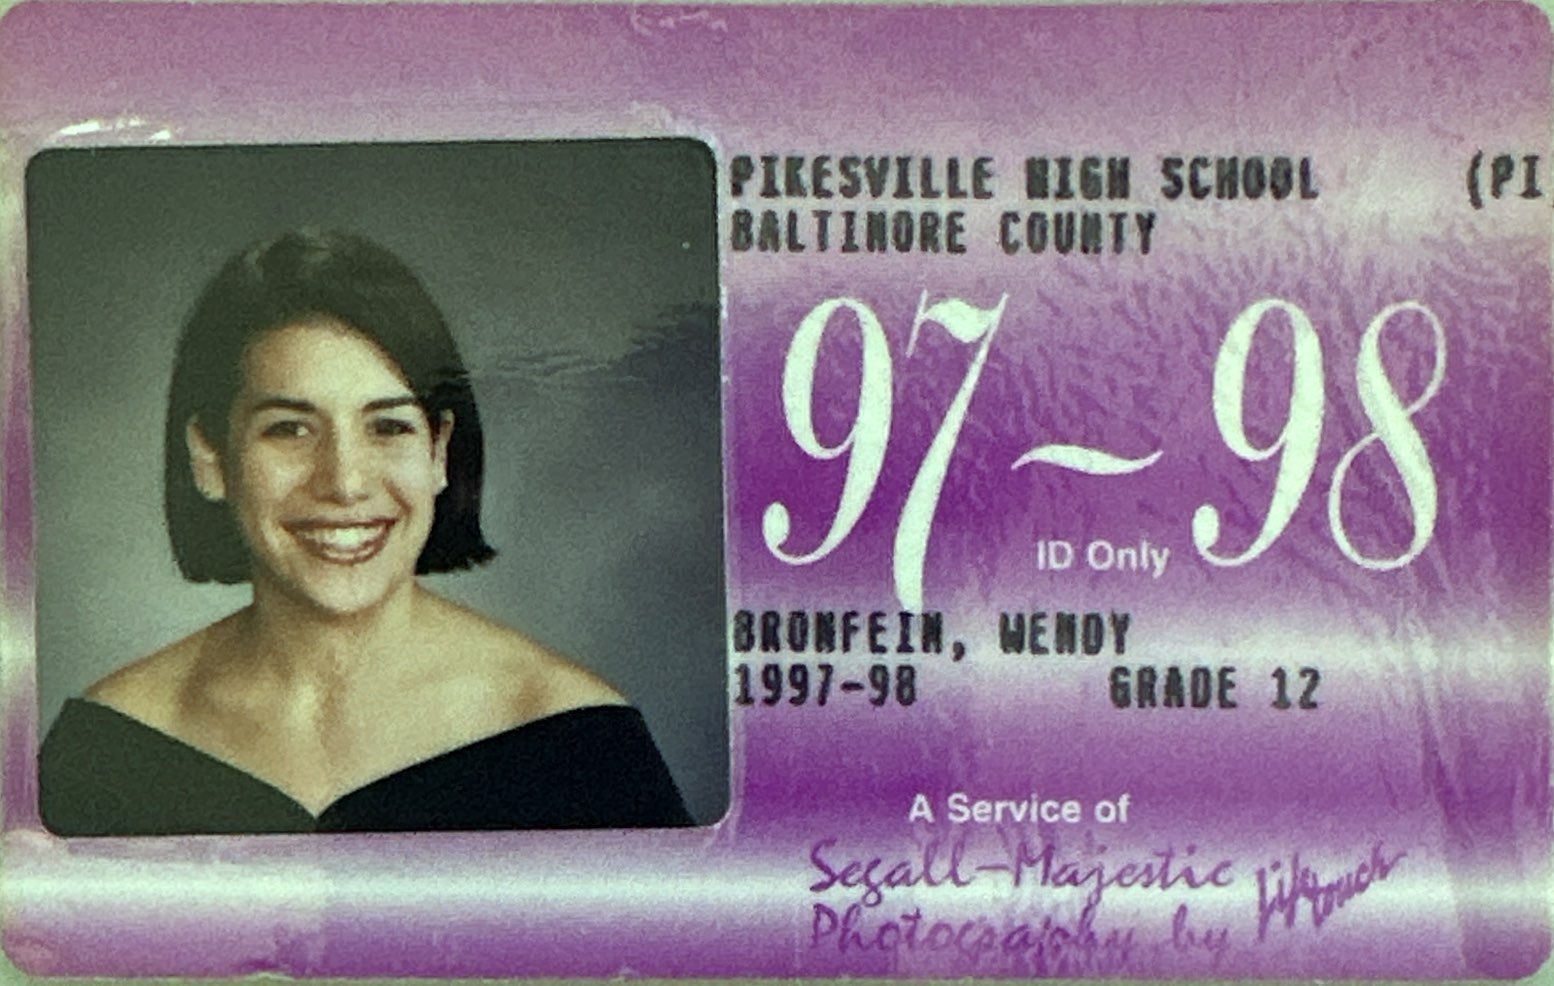 PIKESVILLE HIGH SCHOOL (PI
BALTIMORE COUNTY
97~98
ID Only
BRONFEIN, WENDY
1997-98 GRADE 12
A Service of
Segall-Majestic
Photography by Lifetouch